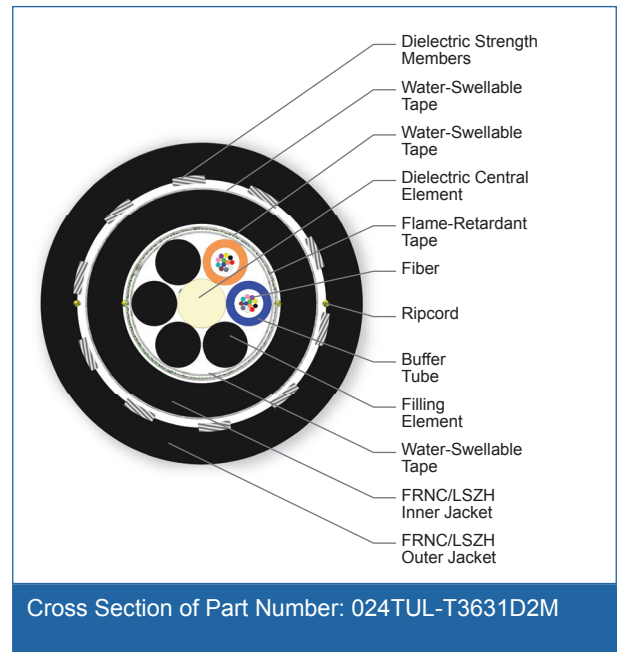 Dielectric Strength
Members
Water-Swellable
Tape
Water-Swellable
Tape
Dielectric Central
Element
Flame-Retardant
Tape
Fiber
Ripcord
Buffer
Tube
Filling
Element
Water-Swellable
Tape
FRNC/LSZH
Inner Jacket
FRNC/LSZH
Outer Jacket
Cross Section of Part Number: 024TUL-T3631D2M